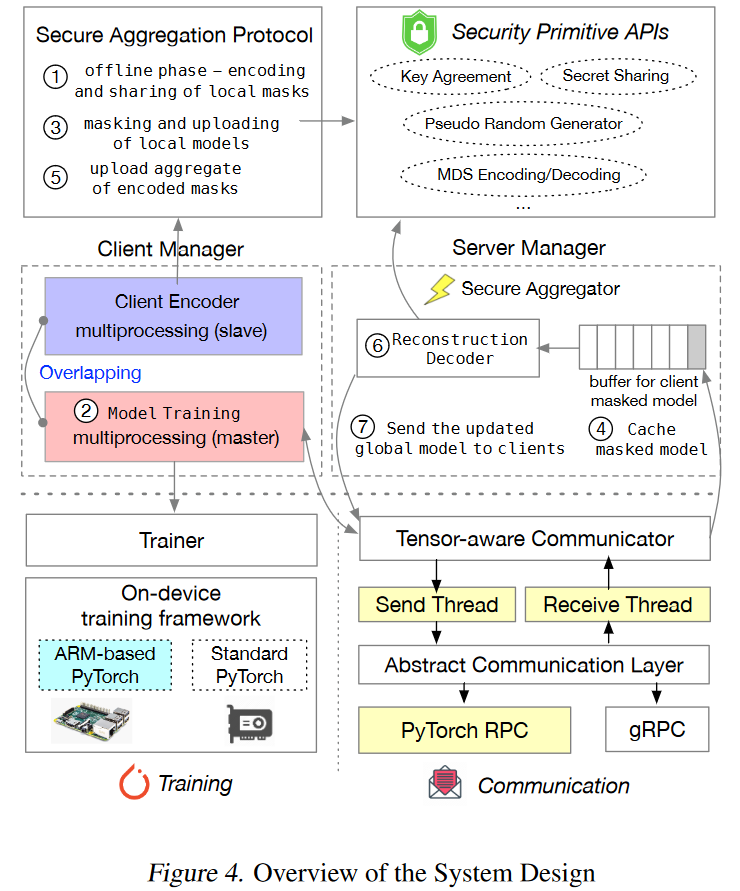 Secure Aggregation Protocol
① offline phase – encoding
and sharing of local masks
③ masking and uploading
of local models
⑤ upload aggregate
of encoded masks
Security Primitive APIs
Key Agreement
Secret Sharing
Pseudo Random Generator
MDS Encoding/Decoding
...
Client Manager
Client Encoder
multiprocessing (slave)
Overlapping
② Model Training
multiprocessing (master)
Server Manager
Secure Aggregator
⑥ Reconstruction
Decoder
buffer for client
masked model
⑦ Send the updated
global model to clients
④ Cache
masked model
Trainer
On-device
training framework
ARM-based
PyTorch
Standard
PyTorch
Training
Tensor-aware Communicator
Send Thread
Receive Thread
Abstract Communication Layer
PyTorch RPC
gRPC
Communication
Figure 4. Overview of the System Design